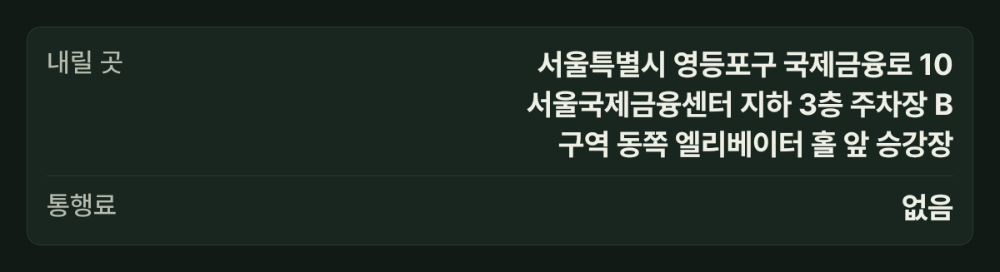 내릴 곳
서울특별시 영등포구 국제금융로 10
서울국제금융센터 지하 3층 주차장 B
구역 동쪽 엘리베이터 홀 앞 승강장
통행료
없음